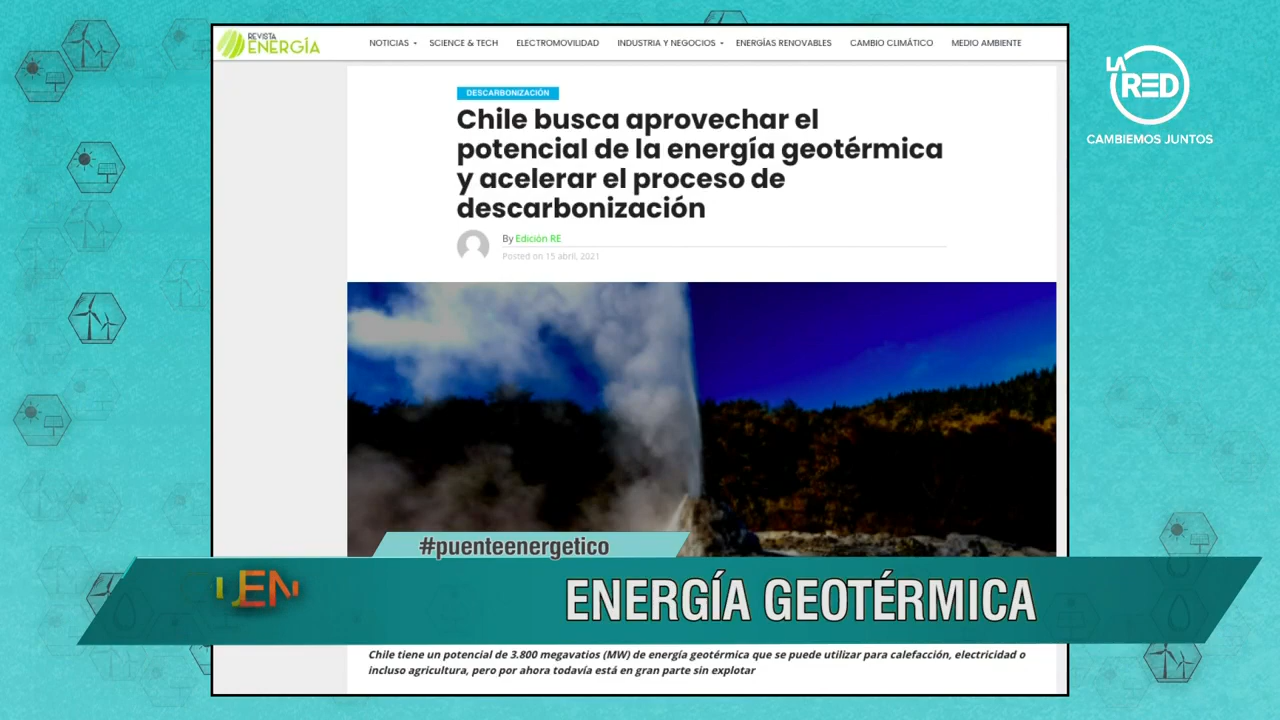 REVISTA
ENERGÍA
NOTICIAS
SCIENCE & TECH
ELECTROMOVILIDAD
INDUSTRIA Y NEGOCIOS
ENERGÍAS RENOVABLES
CAMBIO CLIMÁTICO
MEDIO AMBIENTE
LA
RED
CAMBIEMOS JUNTOS
DESCARBONIZACIÓN
Chile busca aprovechar el
potencial de la energía geotérmica
y acelerar el proceso de
descarbonización
By Edición RE
Posted on 15 abril, 2021
#puenteenergetico
ENERGÍA GEOTÉRMICA
Chile tiene un potencial de 3.800 megavatios (MW) de energía geotérmica que se puede utilizar para calefacción, electricidad o
incluso agricultura, pero por ahora todavía está en gran parte sin explotar